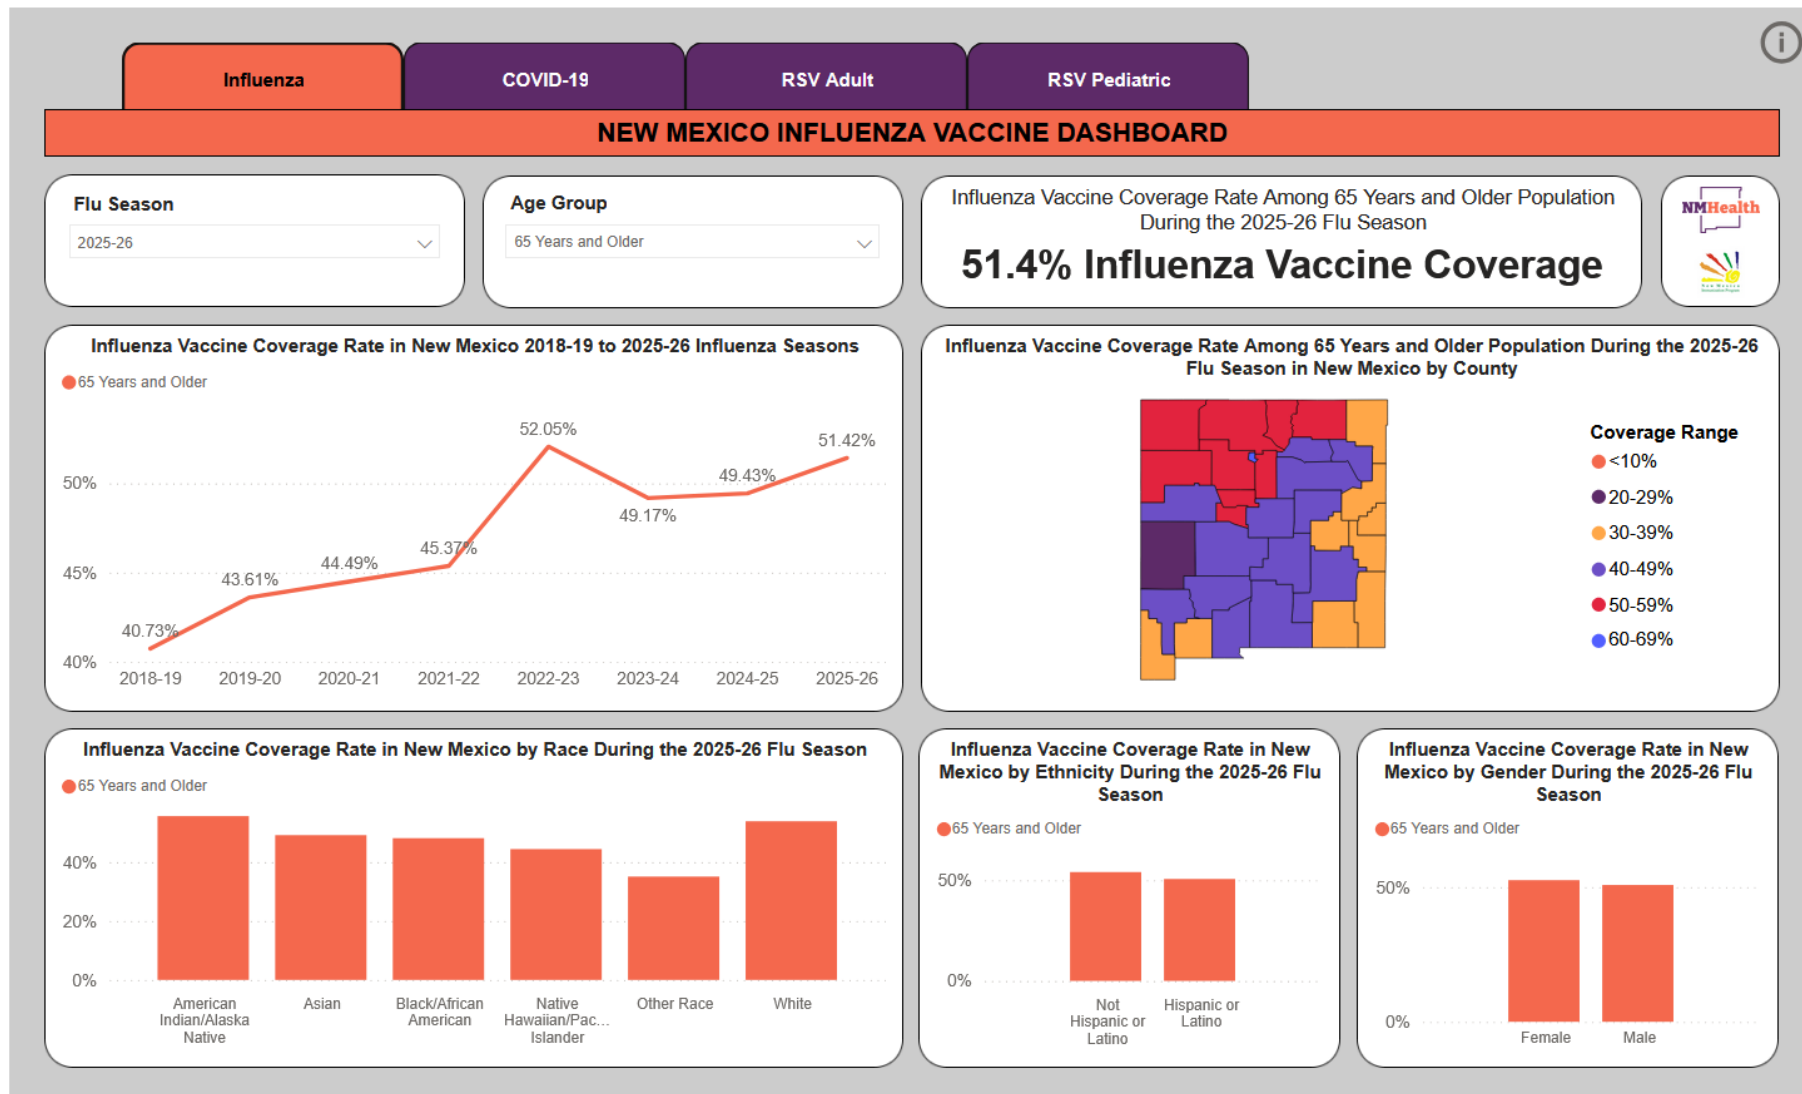 Influenza
COVID-19
RSV Adult
RSV Pediatric
NEW MEXICO INFLUENZA VACCINE DASHBOARD
Flu Season
2025-26
Age Group
65 Years and Older
Influenza Vaccine Coverage Rate Among 65 Years and Older Population
During the 2025-26 Flu Season
51.4% Influenza Vaccine Coverage
NMHealth
Influenza Vaccine Coverage Rate in New Mexico 2018-19 to 2025-26 Influenza Seasons
65 Years and Older
50%
45%
40%
40.73%
43.61%
44.49%
45.37%
52.05%
49.17%
49.43%
51.42%
2018-19
2019-20
2020-21
2021-22
2022-23
2023-24
2024-25
2025-26
Influenza Vaccine Coverage Rate Among 65 Years and Older Population During the 2025-26
Flu Season in New Mexico by County
Coverage Range
<10%
20-29%
30-39%
40-49%
50-59%
60-69%
Influenza Vaccine Coverage Rate in New Mexico by Race During the 2025-26 Flu Season
65 Years and Older
40%
20%
0%
American
Indian/Alaska
Native
Asian
Black/African
American
Native
Hawaiian/Pac...
Islander
Other Race
White
Influenza Vaccine Coverage Rate in New
Mexico by Ethnicity During the 2025-26 Flu
Season
65 Years and Older
50%
0%
Not
Hispanic or
Latino
Hispanic or
Latino
Influenza Vaccine Coverage Rate in New
Mexico by Gender During the 2025-26 Flu
Season
65 Years and Older
50%
0%
Female
Male